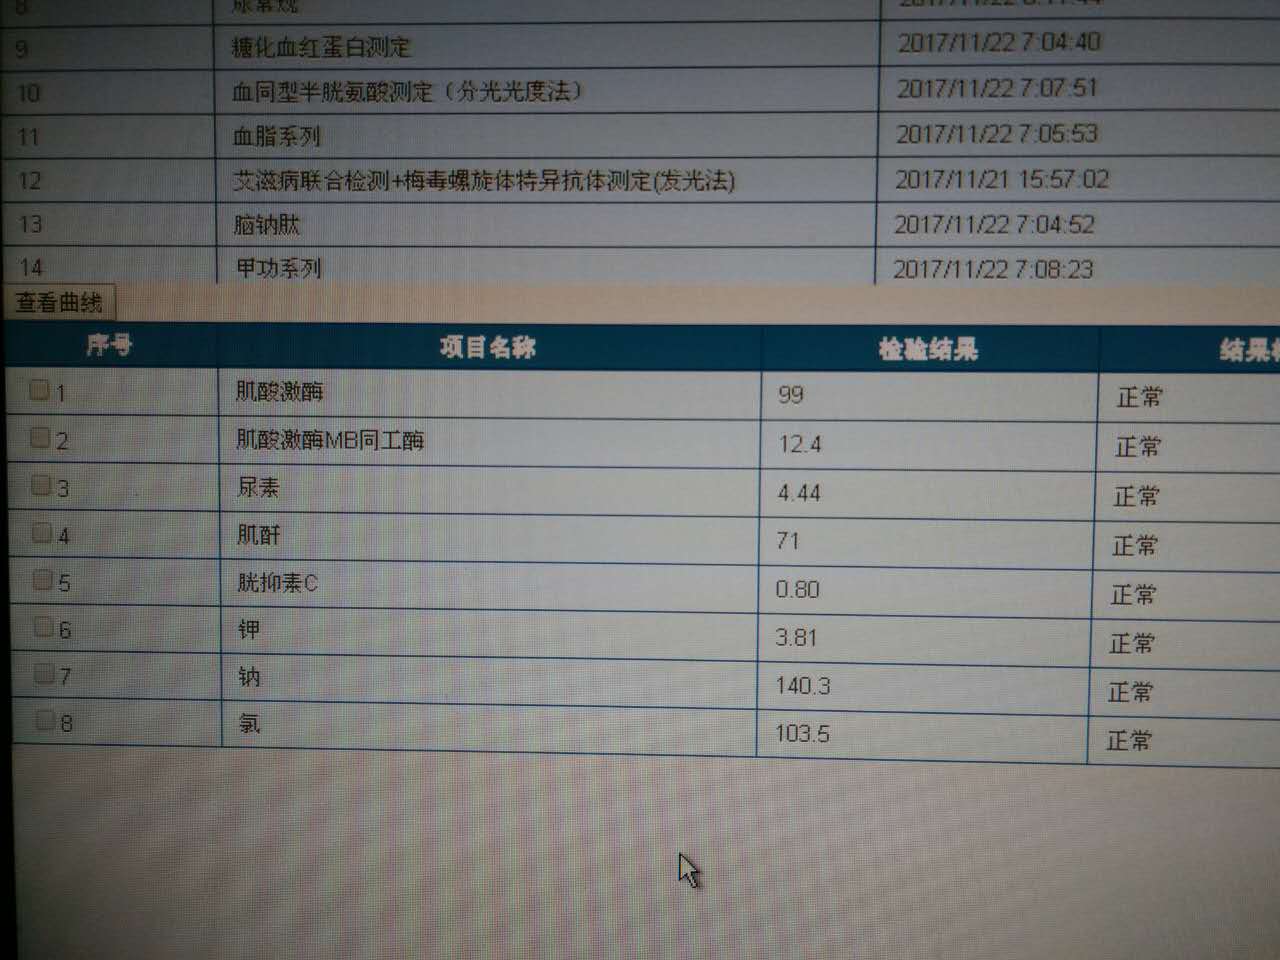 8 尿常规
9 糖化血红蛋白测定 2017/11/22 7:04:40
10 血同型半胱氨酸测定（分光光度法） 2017/11/22 7:07:51
11 血脂系列 2017/11/22 7:05:53
12 艾滋病联合检测+梅毒螺旋体特异抗体测定(发光法) 2017/11/21 15:57:02
13 脑钠肽 2017/11/22 7:04:52
14 甲功系列 2017/11/22 7:08:23
查看曲线
序号 项目名称 检验结果 结果
1 肌酸激酶 99 正常
2 肌酸激酶MB同工酶 12.4 正常
3 尿素 4.44 正常
4 肌酐 71 正常
5 胱抑素C 0.80 正常
6 钾 3.81 正常
7 钠 140.3 正常
8 氯 103.5 正常